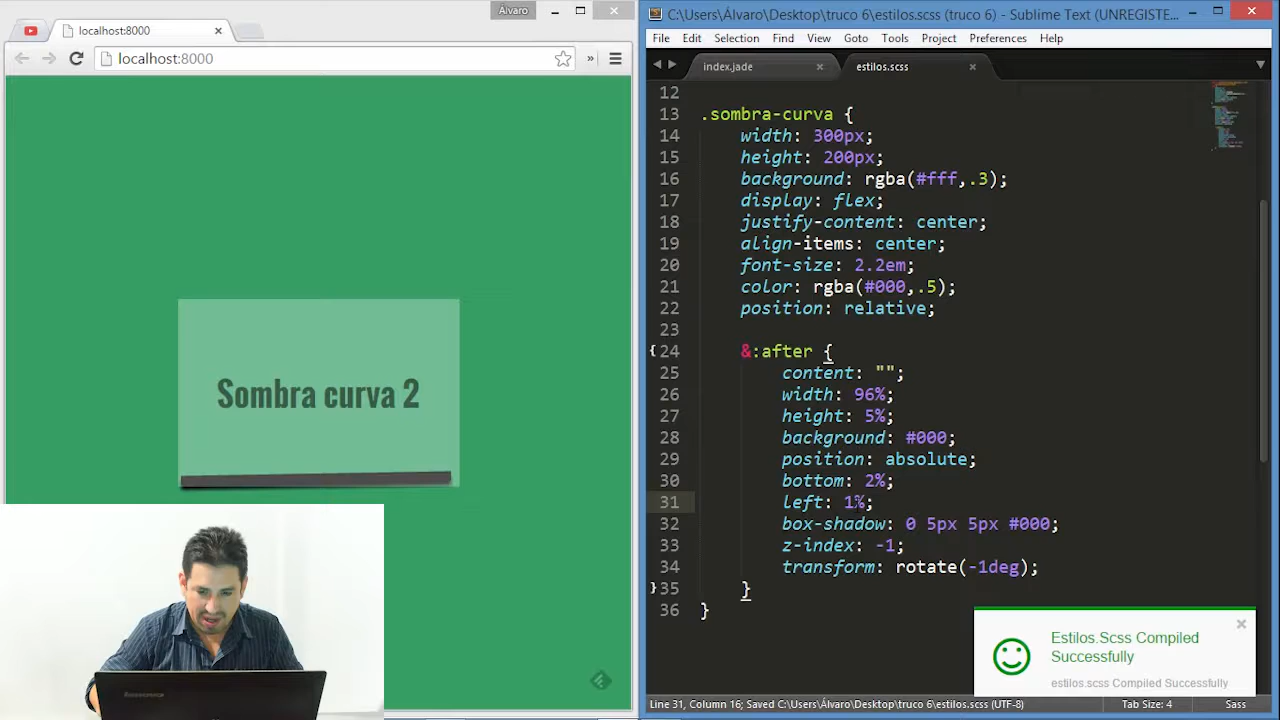 Álvaro
C:\Users\Álvaro\Desktop\truco 6\estilos.scss (truco 6) - Sublime Text (UNREGISTE...
localhost:8000
localhost:8000
»
File Edit Selection Find View Goto Tools Project Preferences Help
index.jade
estilos.scss
12
13 .sombra-curva {
14 width: 300px;
15 height: 200px;
16 background: rgba(#fff,.3);
17 display: flex;
18 justify-content: center;
19 align-items: center;
20 font-size: 2.2em;
21 color: rgba(#000,.5);
22 position: relative;
23
24 &:after {
25 content: "";
26 width: 96%;
27 height: 5%;
28 background: #000;
29 position: absolute;
30 bottom: 2%;
31 left: 1%;
32 box-shadow: 0 5px 5px #000;
33 z-index: -1;
34 transform: rotate(-1deg);
35 }
36 }
Sombra curva 2
Estilos.Scss Compiled
Successfully
estilos.scss Compiled Successfully
Line 31, Column 16; Saved C:\Users\Álvaro\Desktop\truco 6\estilos.scss (UTF-8)
Tab Size: 4
Sass